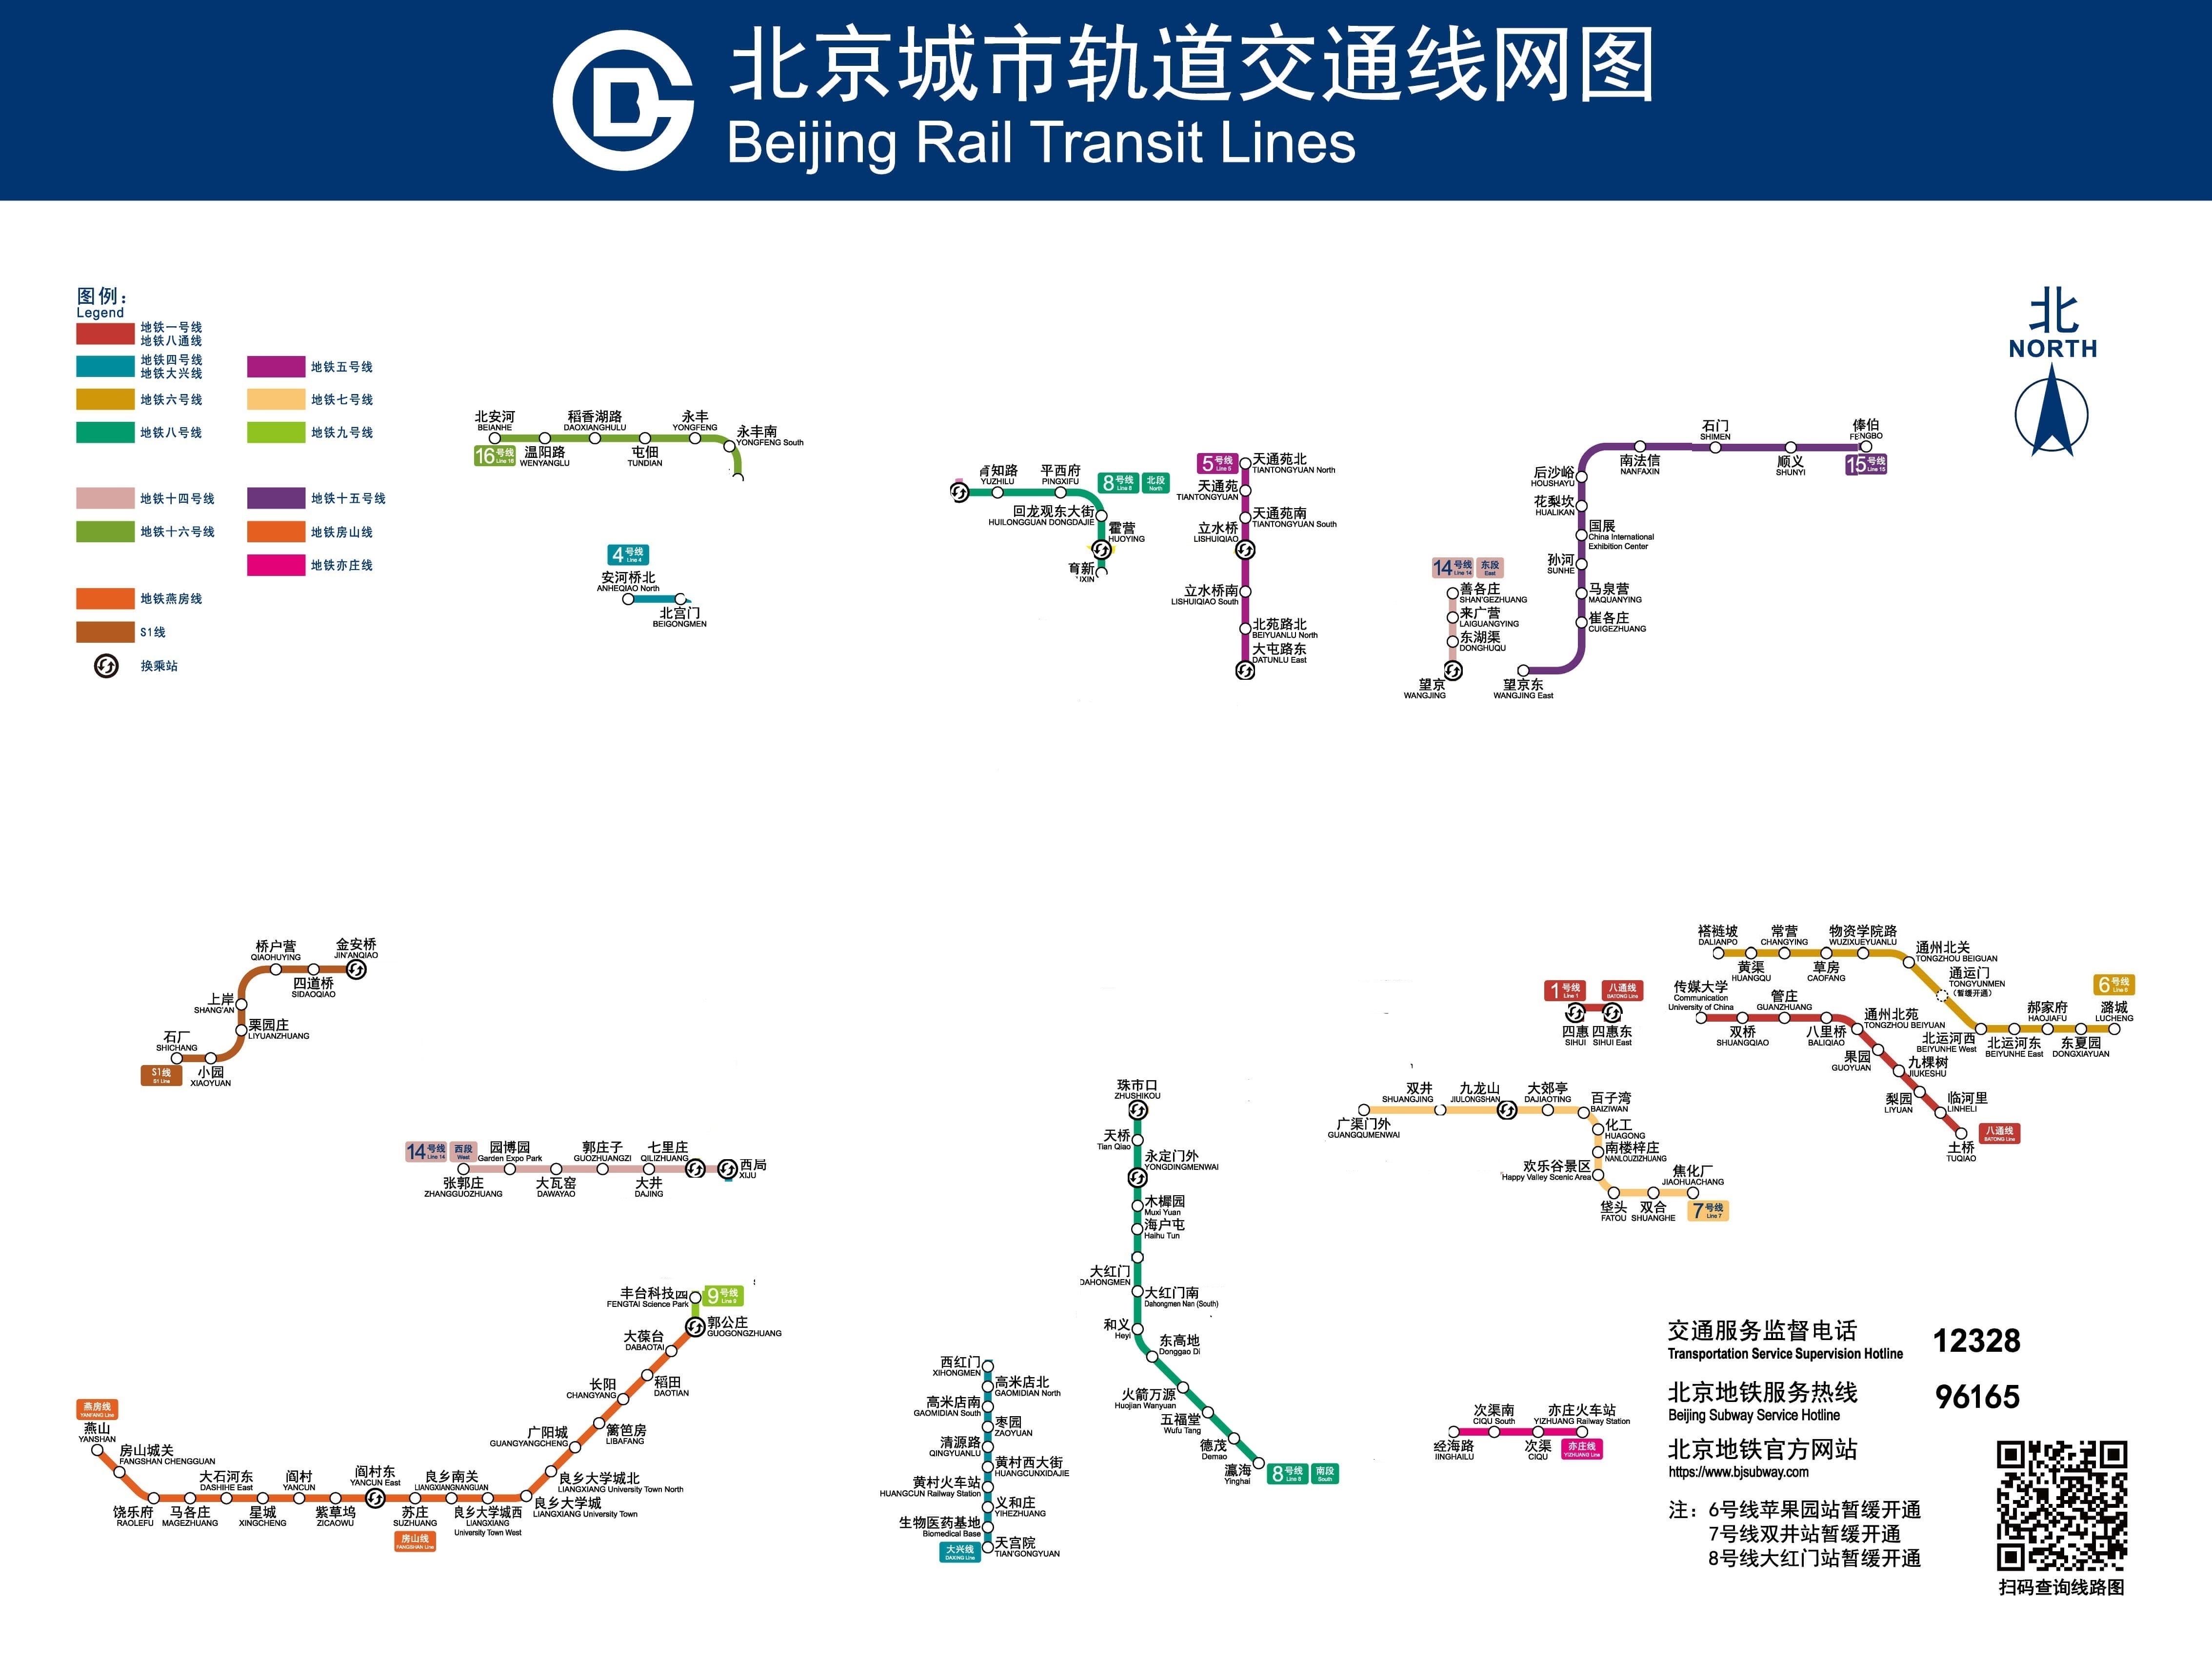 北京城市轨道交通线网图
Beijing Rail Transit Lines
图例:
Legend
地铁一号线
地铁八通线
地铁四号线
地铁大兴线
地铁五号线
地铁六号线
地铁七号线
地铁八号线
地铁九号线
地铁十四号线
地铁十五号线
地铁十六号线
地铁房山线
地铁亦庄线
地铁燕房线
S1线
换乘站
北
NORTH
北安河
BEIANHE
稻香湖路
DAOXIANGHULU
永丰
YONGFENG
永丰南
YONGFENG South
16号线
Line 16
温阳路
WENYANGLU
屯佃
TUNDIAN
4号线
Line 4
安河桥北
ANHEQIAO North
北宫门
BEIGONGMEN
育知路
YUZHILU
平西府
PINGXIFU
8号线
Line 8
北段
North
回龙观东大街
HUILONGGUAN DONGDAJIE
霍营
HUOYING
育新
IXIN
5号线
Line 5
天通苑北
TIANTONGYUAN North
天通苑
TIANTONGYUAN
天通苑南
TIANTONGYUAN South
立水桥
LISHUIQIAO
立水桥南
LISHUIQIAO South
北苑路北
BEIYUANLU North
大屯路东
DATUNLU East
14号线
Line 14
东段
East
善各庄
SHAN'GEZHUANG
来广营
LAIGUANGYING
东湖渠
DONGHUQU
望京
WANGJING
望京东
WANGJING East
石门
SHIMEN
俸伯
FENGBO
南法信
NANFAXIN
顺义
SHUNYI
15号线
Line 15
后沙峪
HOUSHAYU
花梨坎
HUALIKAN
国展
China International
Exhibition Center
孙河
SUNHE
马泉营
MAQUANYING
崔各庄
CUIGEZHUANG
桥户营
QIAOHUYING
金安桥
JIN'ANQIAO
四道桥
SIDAOQIAO
上岸
SHANG'AN
栗园庄
LIYUANZHUANG
石厂
SHICHANG
小园
XIAOYUAN
S1线
S1 Line
褡裢坡
DALIANPO
常营
CHANGYING
物资学院路
WUZIXUEYUANLU
黄渠
HUANGQU
草房
CAOFANG
通州北关
TONGZHOU BEIGUAN
通运门
TONGYUNMEN
(暂缓开通)
6号线
Line 6
郝家府
HAOJIAFU
潞城
LUCHENG
北运河西
BEIYUNHE West
北运河东
BEIYUNHE East
东夏园
DONGXIAYUAN
1号线
Line 1
八通线
BATONG Line
四惠
SIHUI
四惠东
SIHUI East
传媒大学
Communication
University of China
管庄
GUANZHUANG
双桥
SHUANGQIAO
八里桥
BALIQIAO
通州北苑
TONGZHOU BEIYUAN
果园
GUOYUAN
九棵树
JIUKESHU
梨园
LIYUAN
临河里
LINHELI
土桥
TUQIAO
八通线
BATONG Line
双井
SHUANGJING
九龙山
JIULONGSHAN
大郊亭
DAJIAOTING
百子湾
BAIZIWAN
广渠门外
GUANGQUMENWAI
化工
HUAGONG
南楼梓庄
NANLOUZIZHUANG
欢乐谷景区
Happy Valley Scenic Area
焦化厂
JIAOHUACHANG
垡头
FATOU
双合
SHUANGHE
7号线
Line 7
14号线
Line 14
西段
West
园博园
Garden Expo Park
郭庄子
GUOZHUANGZI
七里庄
QILIZHUANG
西局
XIJU
张郭庄
ZHANGGUOZHUANG
大瓦窑
DAWAYAO
大井
DAJING
珠市口
ZHUSHIKOU
天桥
Tian Qiao
永定门外
YONGDINGMENWAI
木樨园
Muxi Yuan
海户屯
Haihu Tun
大红门
DAHONGMEN
大红门南
Dahongmen Nan (South)
和义
Heyi
东高地
Donggao Di
火箭万源
Huojian Wanyuan
五福堂
Wufu Tang
德茂
Demao
瀛海
Yinghai
8号线
Line 8
南段
South
丰台科技
FENGTAI Science Park
9号线
Line 9
郭公庄
GUOGONGZHUANG
大葆台
DABAOTAI
稻田
DAOTIAN
长阳
CHANGYANG
篱笆房
LIBAFANG
广阳城
GUANGYANGCHENG
良乡大学城北
LIANGXIANG University Town North
良乡大学城
LIANGXIANG University Town
良乡大学城西
LIANGXIANG
University Town West
良乡南关
LIANGXIANGNANGUAN
苏庄
SUZHUANG
房山线
FANGSHAN Line
燕房线
YANFANG Line
燕山
YANSHAN
房山城关
FANGSHAN CHENGGUAN
饶乐府
RAOLEFU
马各庄
MAGEZHUANG
大石河东
DASHIHE East
星城
XINGCHENG
阎村
YANCUN
紫草坞
ZICAOWU
阎村东
YANCUN East
西红门
XIHONGMEN
高米店北
GAOMIDIAN North
高米店南
GAOMIDIAN South
枣园
ZAOYUAN
清源路
QINGYUANLU
黄村西大街
HUANGCUNXIDAJIE
黄村火车站
HUANGCUN Railway Station
义和庄
YIHEZHUANG
生物医药基地
Biomedical Base
天宫院
TIAN'GONGYUAN
大兴线
DAXING Line
次渠南
CIQU South
亦庄火车站
YIZHUANG Railway Station
经海路
JINGHAILU
次渠
CIQU
亦庄线
YIZHUANG Line
交通服务监督电话
Transportation Service Supervision Hotline
12328
北京地铁服务热线
Beijing Subway Service Hotline
96165
北京地铁官方网站
https://www.bjsubway.com
注: 6号线苹果园站暂缓开通
7号线双井站暂缓开通
8号线大红门站暂缓开通
扫码查询线路图